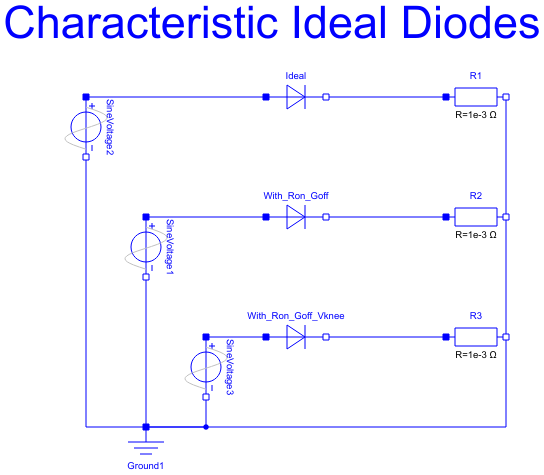 Characteristic Ideal Diodes
Ideal
R1
+
SineVoltage2
R=1e-3 Ω
With_Ron_Goff
R2
+
SineVoltage1
R=1e-3 Ω
With_Ron_Goff_Vknee
R3
+
SineVoltage3
R=1e-3 Ω
Ground1